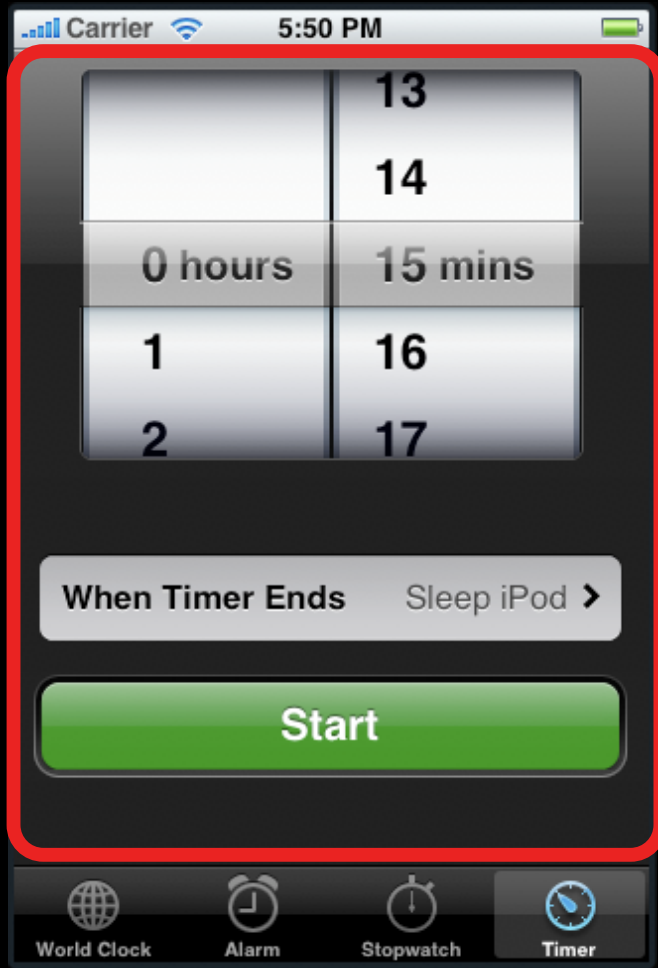 Carrier 5:50 PM
13
14
0 hours 15 mins
1 16
2 17
When Timer Ends Sleep iPod
Start
World Clock Alarm Stopwatch Timer